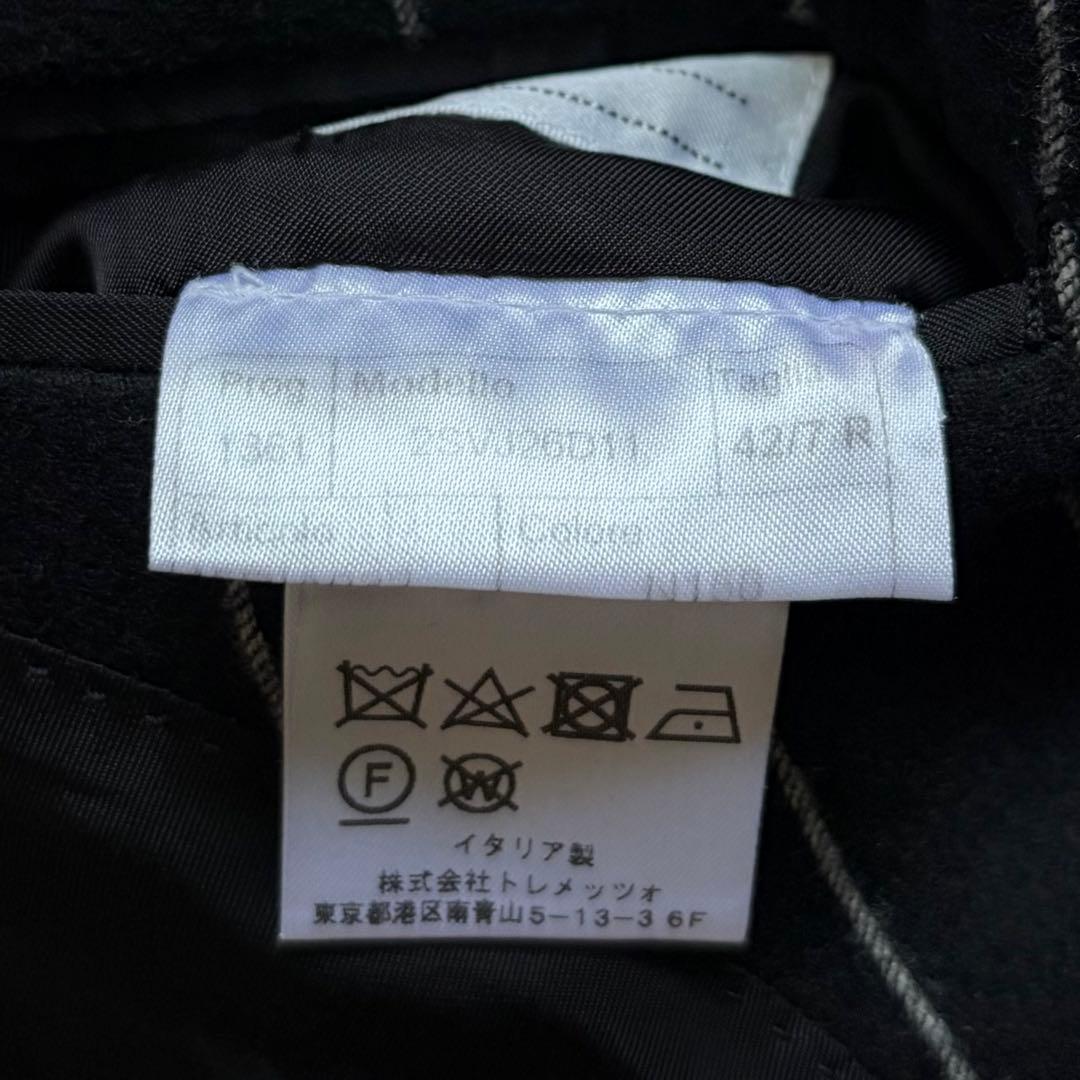 Prog Modello Tag
42/7 R
Articolo Colore
F W
イタリア製
株式会社トレメッツォ
東京都港区南青山5-13-3 6F